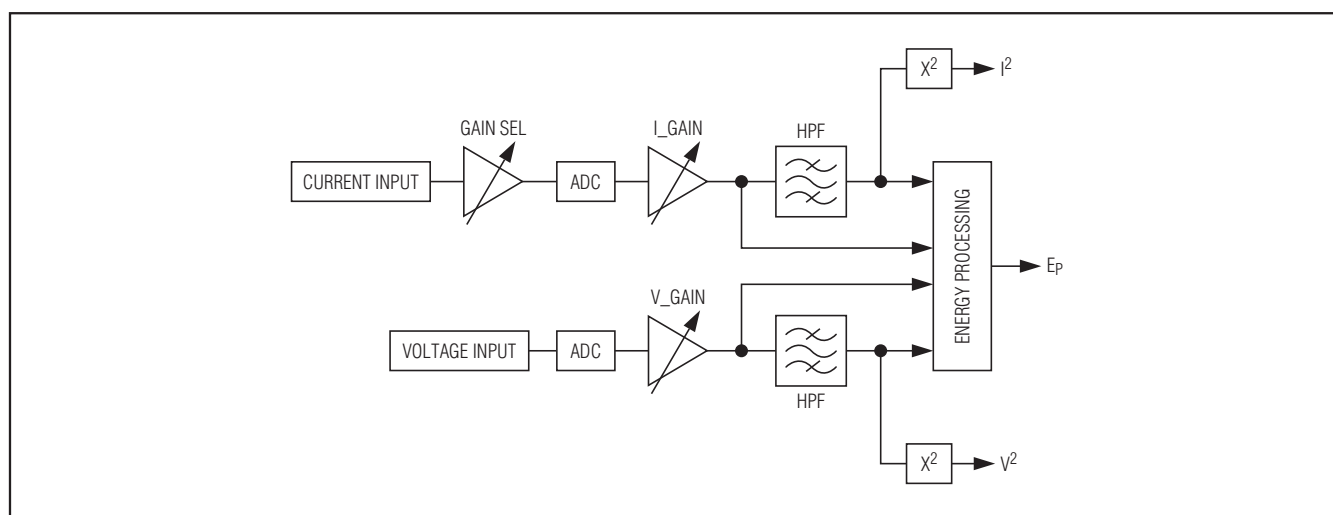 X²
I²
GAIN SEL
I_GAIN
HPF
CURRENT INPUT
ADC
ENERGY PROCESSING
EP
V_GAIN
VOLTAGE INPUT
ADC
HPF
X²
V²